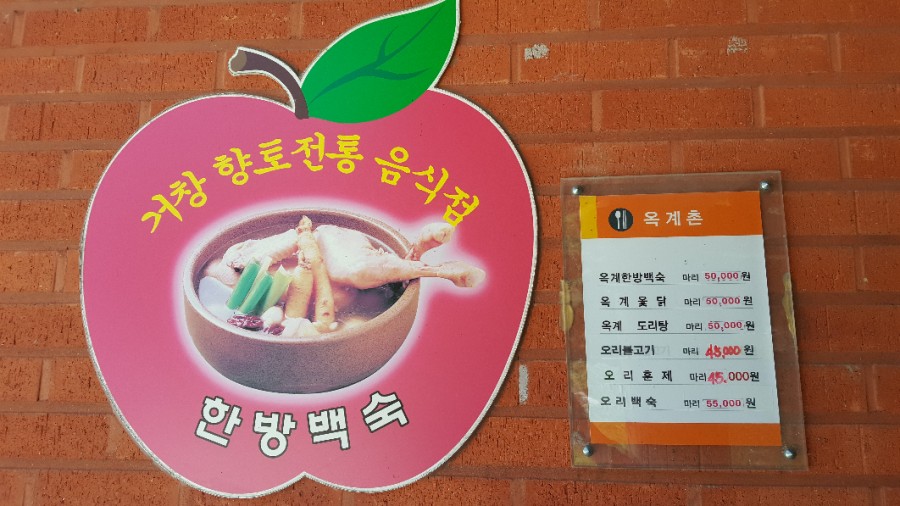 거창 향토전통 음식점
한방백숙
옥계촌
옥계한방백숙 마리 50,000원
옥계옻닭 마리 50,000원
옥계 도리탕 마리 50,000원
오리불고기 마리 45,000원
오리훈제 마리 45,000원
오리백숙 마리 55,000원